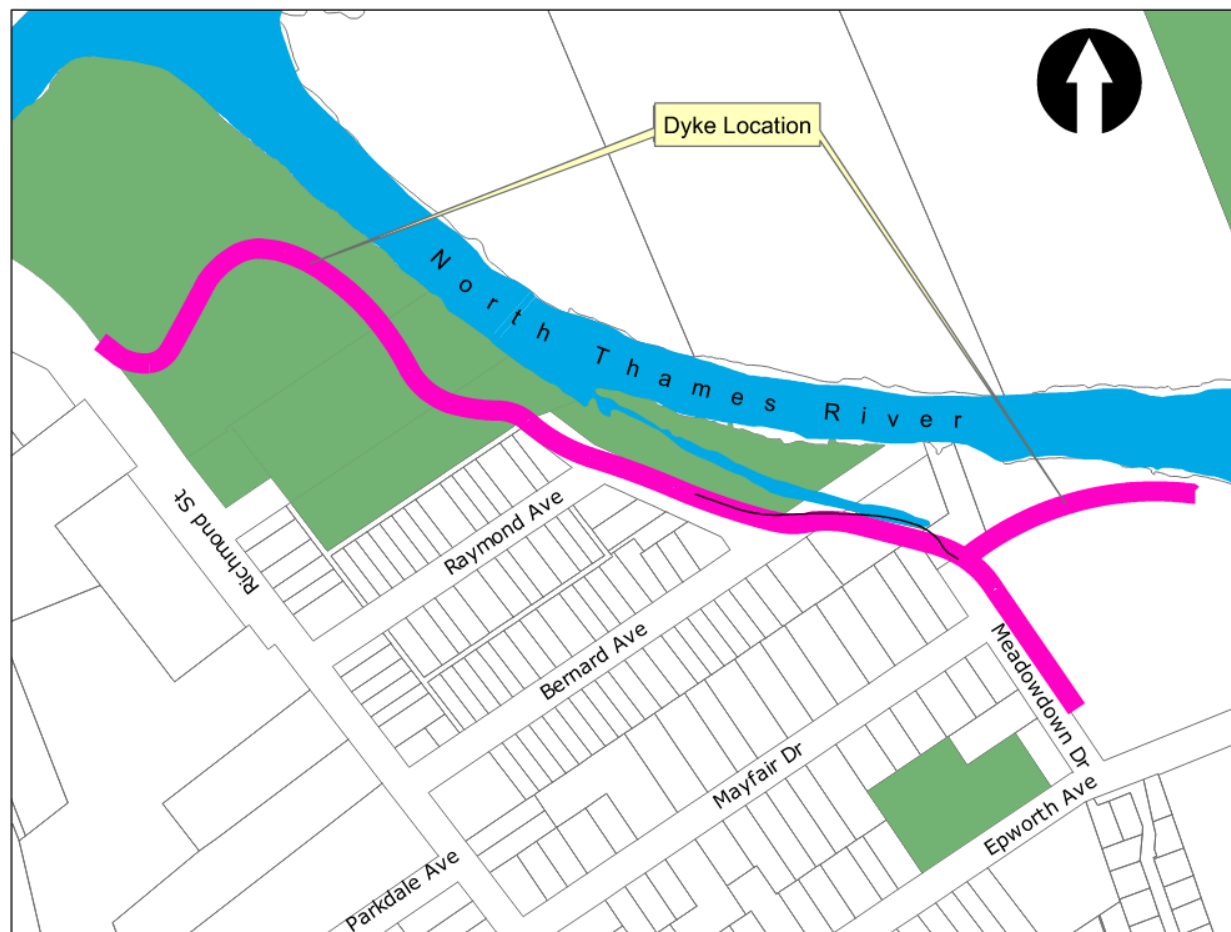 Dyke Location
North Thames River
Richmond St
Raymond Ave
Bernard Ave
Meadowdown Dr
Mayfair Dr
Epworth Ave
Parkdale Ave